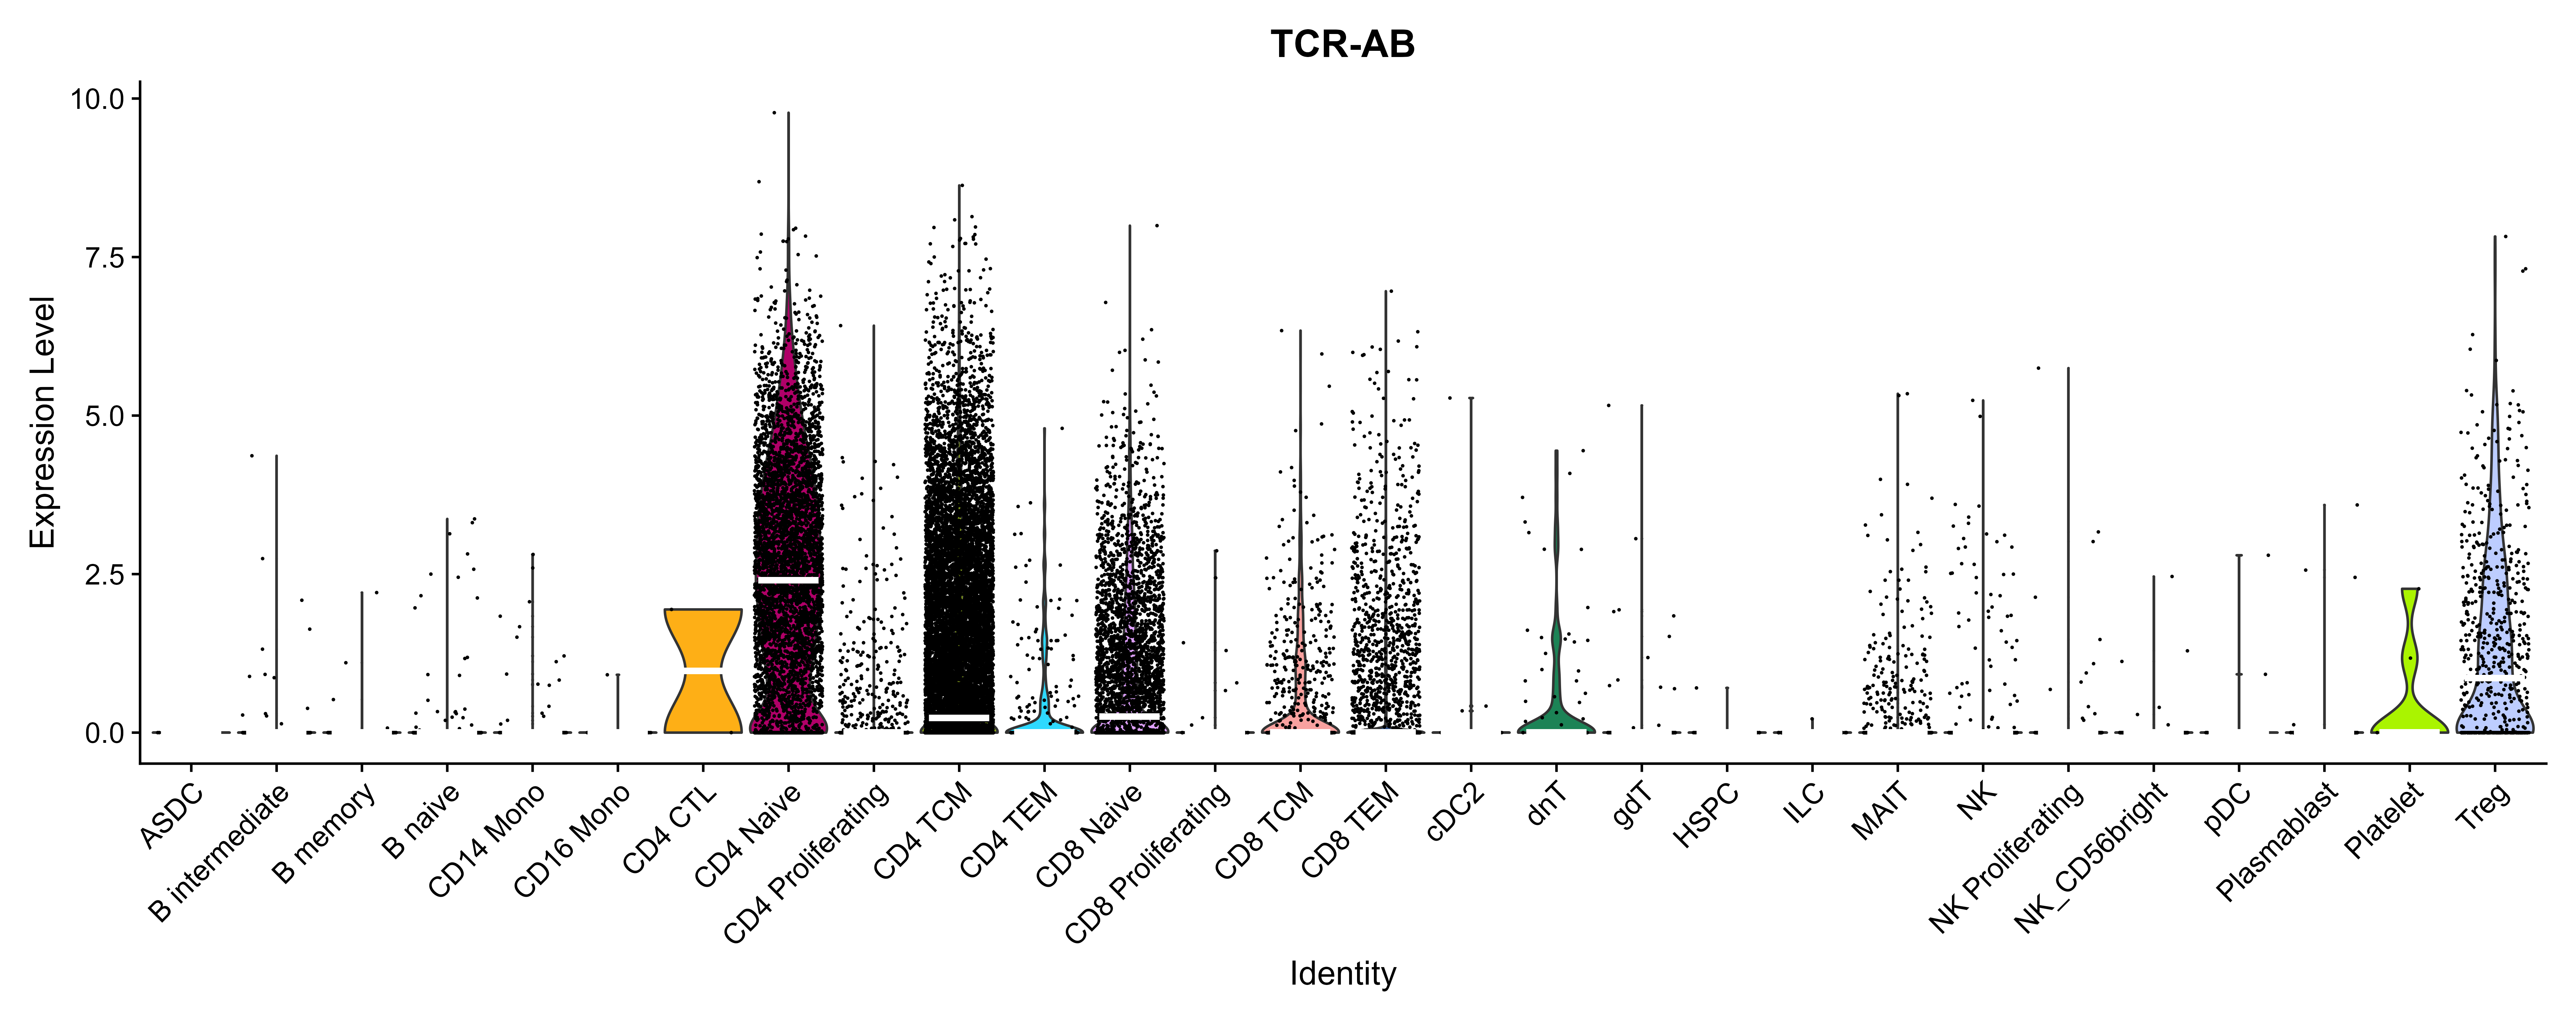 TCR-AB
Expression Level
10.0
7.5
5.0
2.5
0.0
ASDC
B intermediate
B memory
B naive
CD14 Mono
CD16 Mono
CD4 CTL
CD4 Naive
CD4 Proliferating
CD4 TCM
CD4 TEM
CD8 Naive
CD8 Proliferating
CD8 TCM
CD8 TEM
cDC2
dnT
gdT
HSPC
ILC
MAIT
NK
NK Proliferating
NK_CD56bright
pDC
Plasmablast
Platelet
Treg
Identity